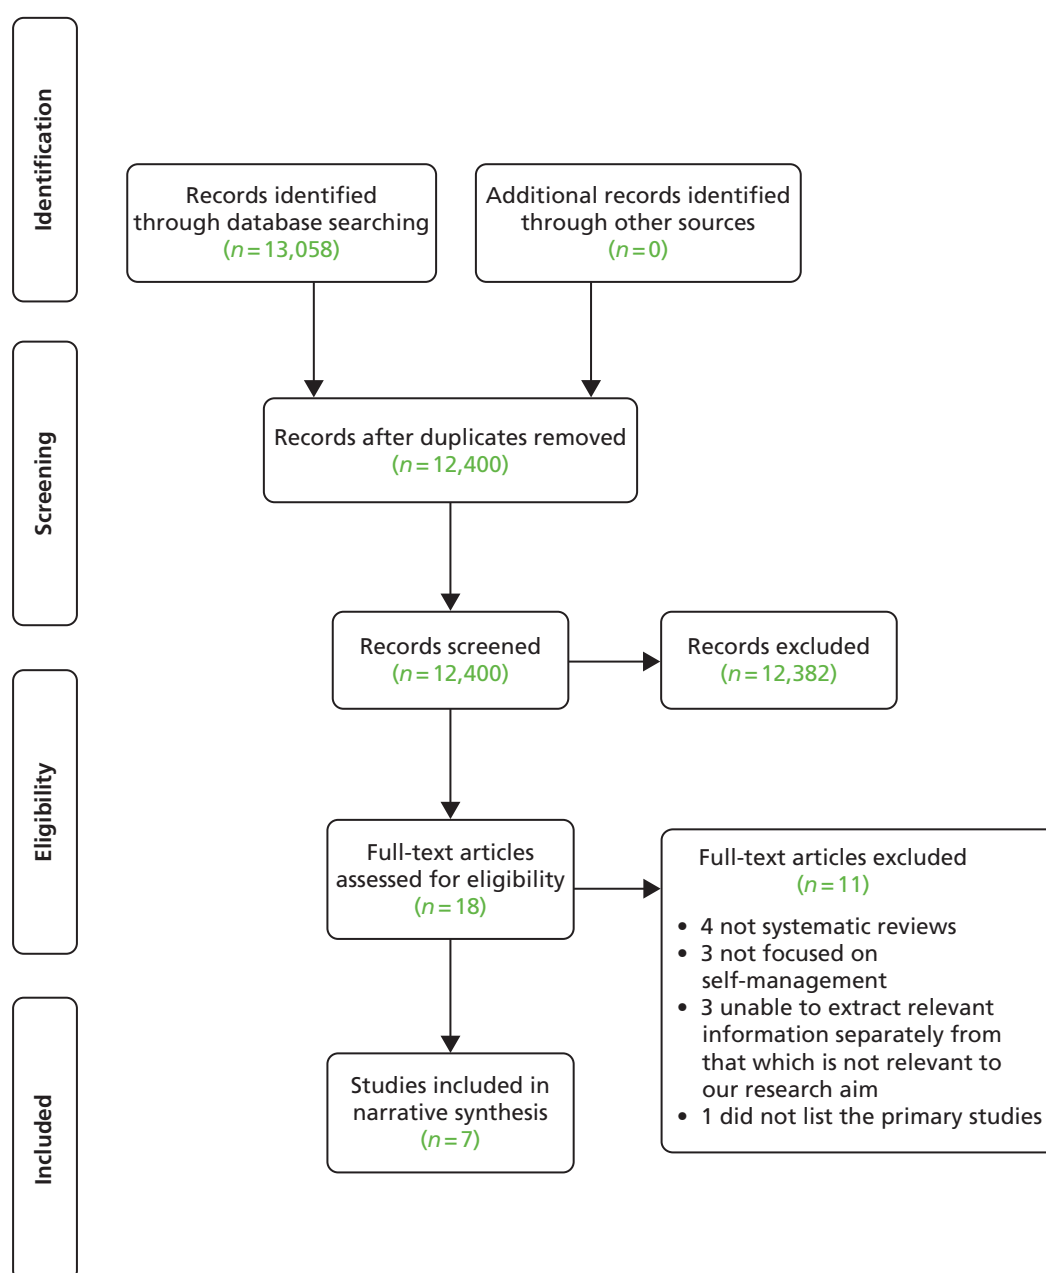 Identification
Records identified
through database searching
(n=13,058)
Additional records identified
through other sources
(n=0)
Screening
Records after duplicates removed
(n=12,400)
Records screened
(n=12,400)
Records excluded
(n=12,382)
Eligibility
Full-text articles
assessed for eligibility
(n=18)
Full-text articles excluded
(n=11)
• 4 not systematic reviews
• 3 not focused on
self-management
• 3 unable to extract relevant
information separately from
that which is not relevant to
our research aim
• 1 did not list the primary studies
Included
Studies included in
narrative synthesis
(n=7)